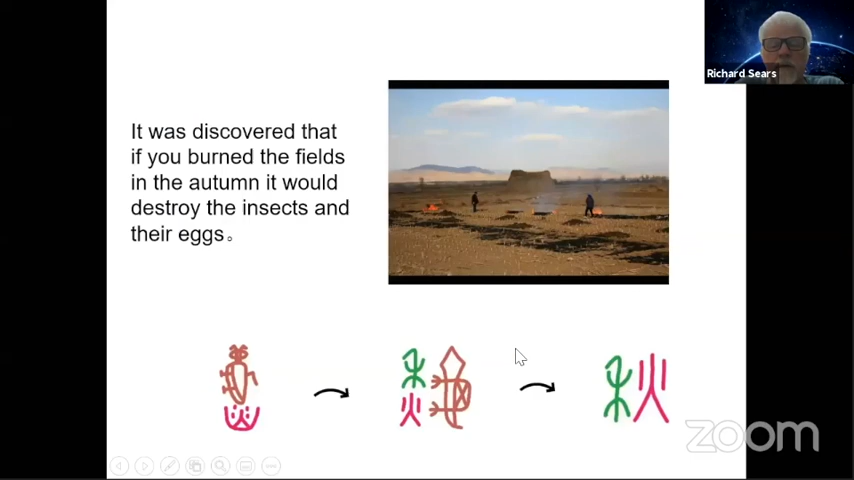 Richard Sears
It was discovered that
if you burned the fields
in the autumn it would
destroy the insects and
their eggs。
zoom